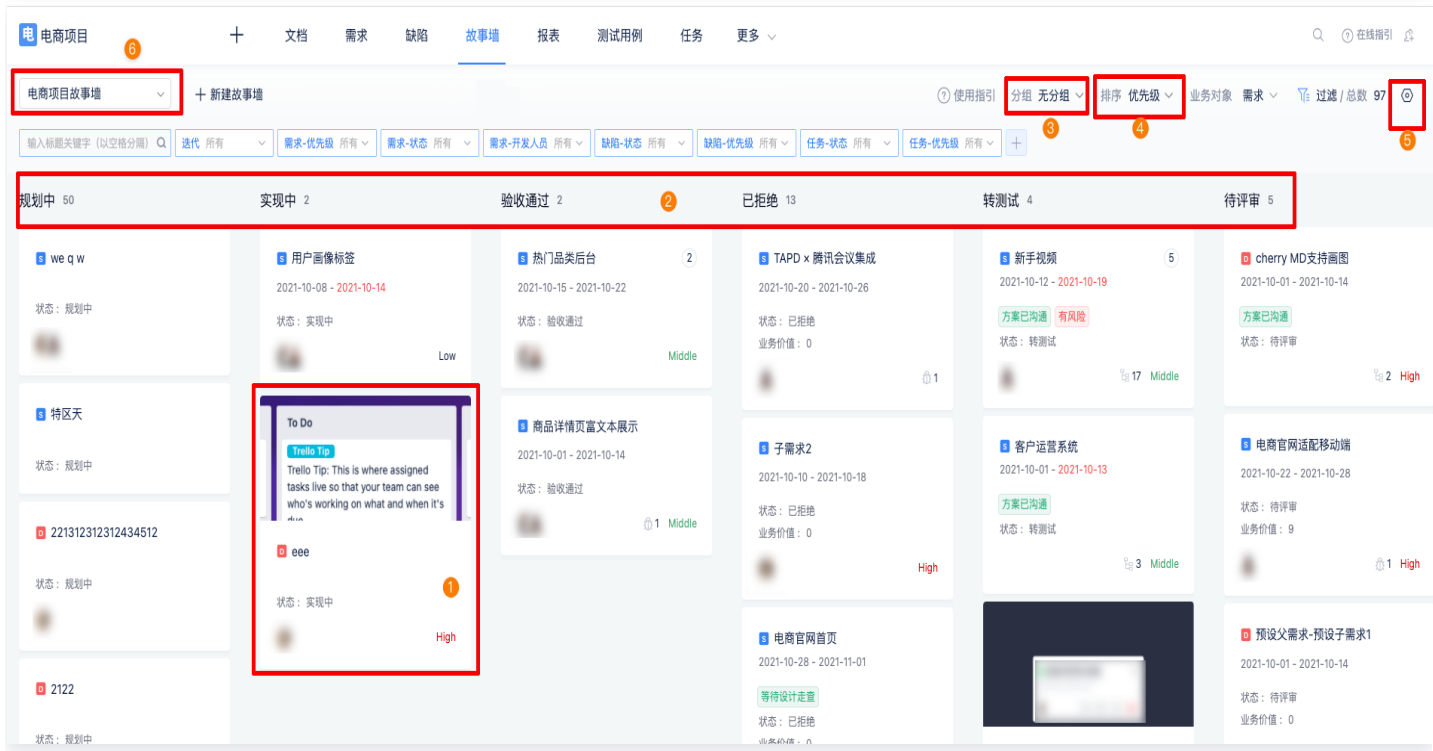 电 电商项目 ＋ 文档 需求 缺陷 故事墙 报表 测试用例 任务 更多 在线指引
6
电商项目故事墙 ＋ 新建故事墙 使用指引 分组 无分组 排序 优先级 业务对象 需求 过滤 / 总数 97
3 4 5
输入标题关键字（以空格分隔） 迭代 所有 需求-优先级 所有 需求-状态 所有 需求-开发人员 所有 缺陷-状态 所有 缺陷-优先级 所有 任务-状态 所有 任务-优先级 所有 ＋
规划中 50 实现中 2 验收通过 2 2 已拒绝 13 转测试 4 待评审 5
S we q w
状态：规划中
S 特区天
状态：规划中
D 221312312312434512
状态：规划中
D 2122
状态：规划中
S 用户画像标签
2021-10-08 - 2021-10-14
状态：实现中
Low
To Do
Trello Tip
Trello Tip: This is where assigned
tasks live so that your team can see
who's working on what and when it's
due
D eee
1
状态：实现中
High
S 热门品类后台 2
2021-10-15 - 2021-10-22
状态：验收通过
Middle
S 商品详情页富文本展示
2021-10-01 - 2021-10-14
状态：验收通过
1 Middle
S TAPD × 腾讯会议集成
2021-10-20 - 2021-10-26
状态：已拒绝
业务价值：0
1
S 子需求2
2021-10-10 - 2021-10-18
状态：已拒绝
业务价值：0
High
S 电商官网首页
2021-10-28 - 2021-11-01
等待设计走查
状态：已拒绝
业务价值：0
S 新手视频 5
2021-10-12 - 2021-10-19
方案已沟通 有风险
状态：转测试
17 Middle
S 客户运营系统
2021-10-01 - 2021-10-13
方案已沟通
状态：转测试
3 Middle
D cherry MD支持画图
2021-10-01 - 2021-10-14
方案已沟通
状态：待评审
2 High
S 电商官网适配移动端
2021-10-22 - 2021-10-28
状态：待评审
业务价值：9
1 High
D 预设父需求-预设子需求1
2021-10-01 - 2021-10-14
状态：待评审
业务价值：0